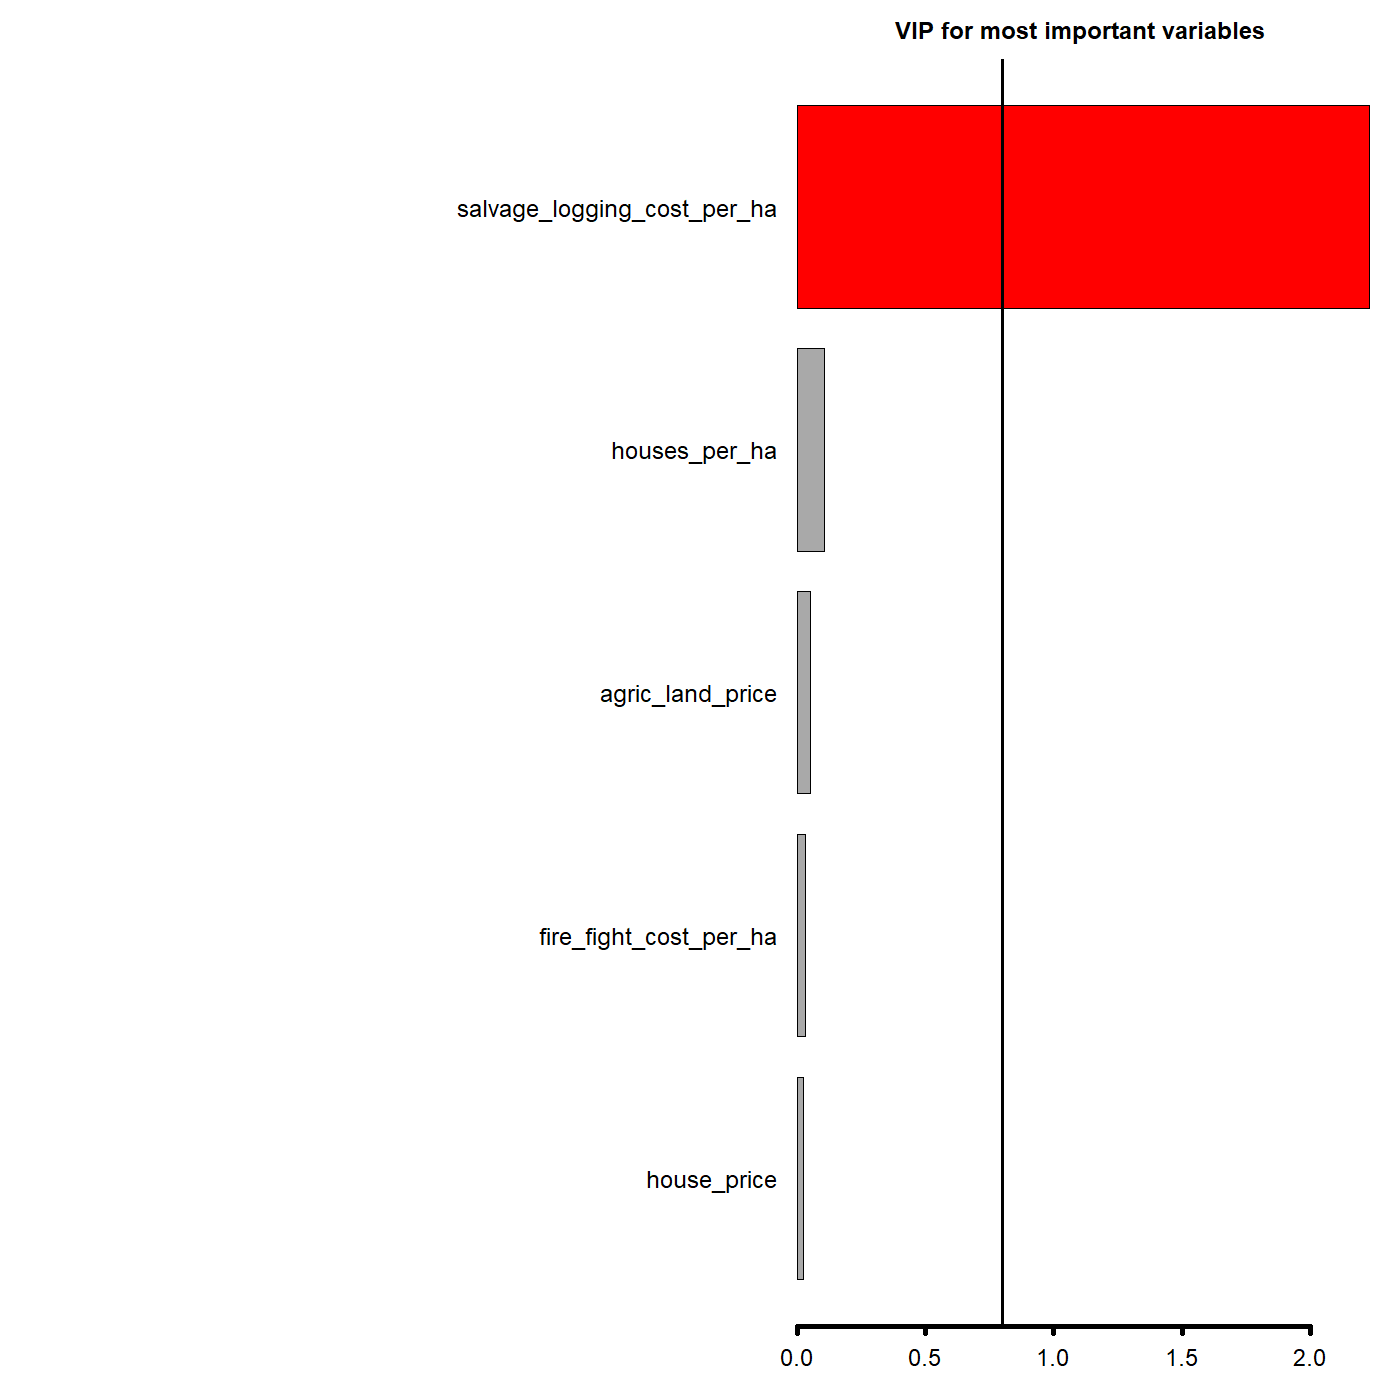 VIP for most important variables
salvage_logging_cost_per_ha
houses_per_ha
agric_land_price
fire_fight_cost_per_ha
house_price
0.0 0.5 1.0 1.5 2.0